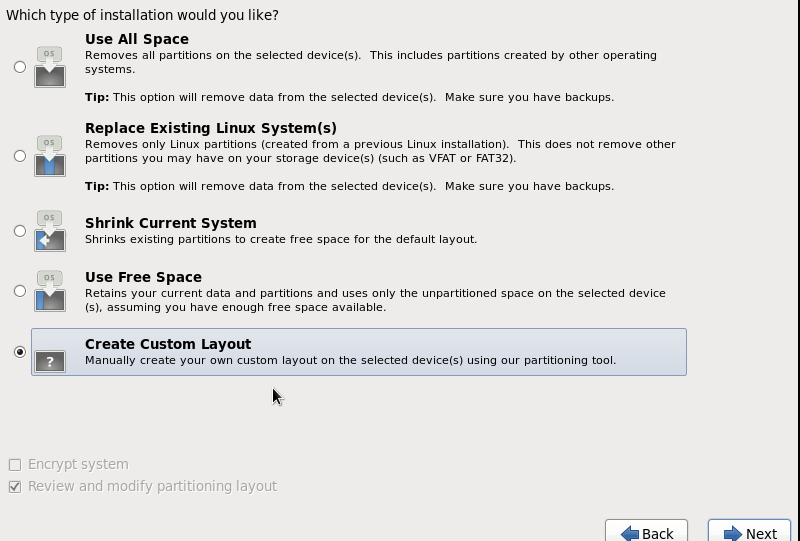 Which type of installation would you like?
Use All Space
Removes all partitions on the selected device(s).  This includes partitions created by other operating
systems.
Tip: This option will remove data from the selected device(s).  Make sure you have backups.
Replace Existing Linux System(s)
Removes only Linux partitions (created from a previous Linux installation).  This does not remove other
partitions you may have on your storage device(s) (such as VFAT or FAT32).
Tip: This option will remove data from the selected device(s).  Make sure you have backups.
Shrink Current System
Shrinks existing partitions to create free space for the default layout.
Use Free Space
Retains your current data and partitions and uses only the unpartitioned space on the selected device
(s), assuming you have enough free space available.
Create Custom Layout
Manually create your own custom layout on the selected device(s) using our partitioning tool.
OS
OS
OS
OS
?
Encrypt system
Review and modify partitioning layout
Back
Next